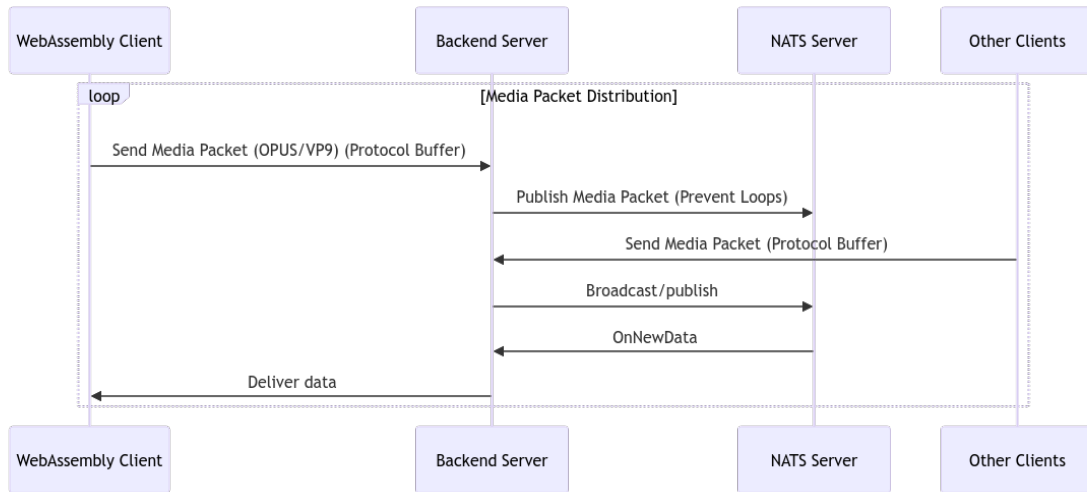 WebAssembly Client
Backend Server
NATS Server
Other Clients
loop
[Media Packet Distribution]
Send Media Packet (OPUS/VP9) (Protocol Buffer)
Publish Media Packet (Prevent Loops)
Send Media Packet (Protocol Buffer)
Broadcast/publish
OnNewData
Deliver data
WebAssembly Client
Backend Server
NATS Server
Other Clients